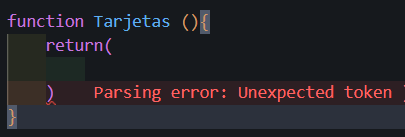 function Tarjetas (){
return(
) Parsing error: Unexpected token )
}